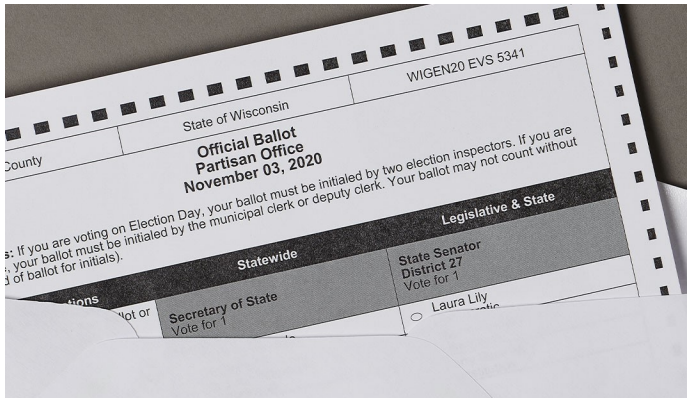 County
State of Wisconsin
WIGEN20 EVS 5341
Official Ballot
Partisan Office
November 03, 2020
s: If you are voting on Election Day, your ballot must be initialed by two election inspectors. If you are
, your ballot must be initialed by the municipal clerk or deputy clerk. Your ballot may not count without
d of ballot for initials).
tions
Statewide
Legislative & State
llot or
Secretary of State
Vote for 1
State Senator
District 27
Vote for 1
Laura Lily